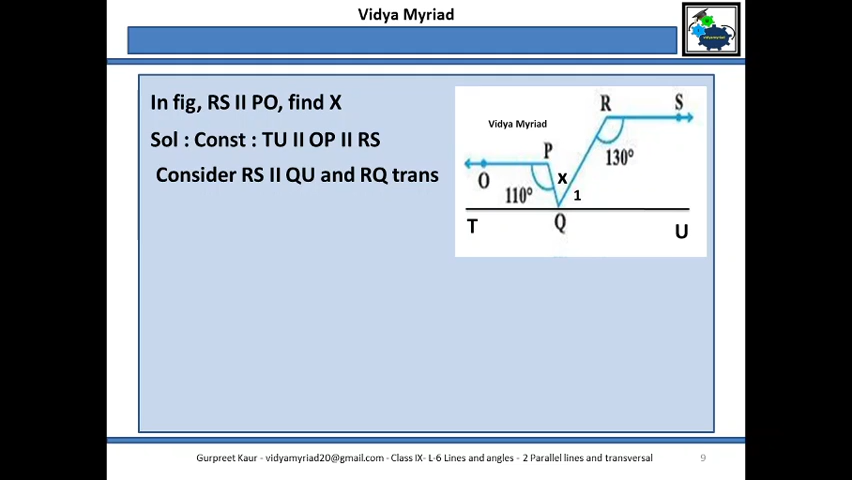 Vidya Myriad
vidyamyriad
In fig, RS II PO, find X
Sol : Const : TU II OP II RS
Consider RS II QU and RQ trans
Vidya Myriad
R
S
P
O
X
130°
110°
1
T
Q
U
Gurpreet Kaur - vidyamyriad20@gmail.com - Class IX- L-6 Lines and angles - 2 Parallel lines and transversal
9